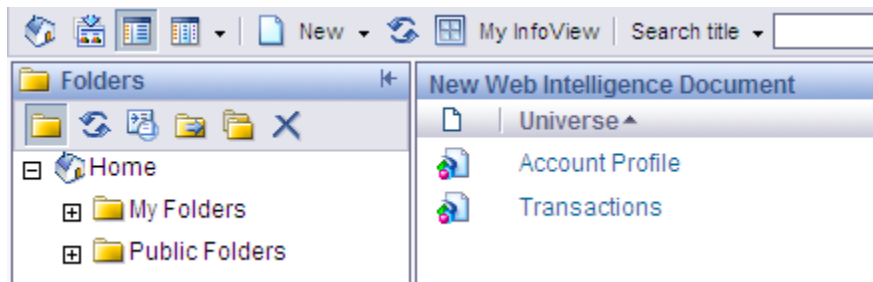 New My InfoView Search title
Folders
New Web Intelligence Document
Universe
Home
Account Profile
My Folders
Transactions
Public Folders